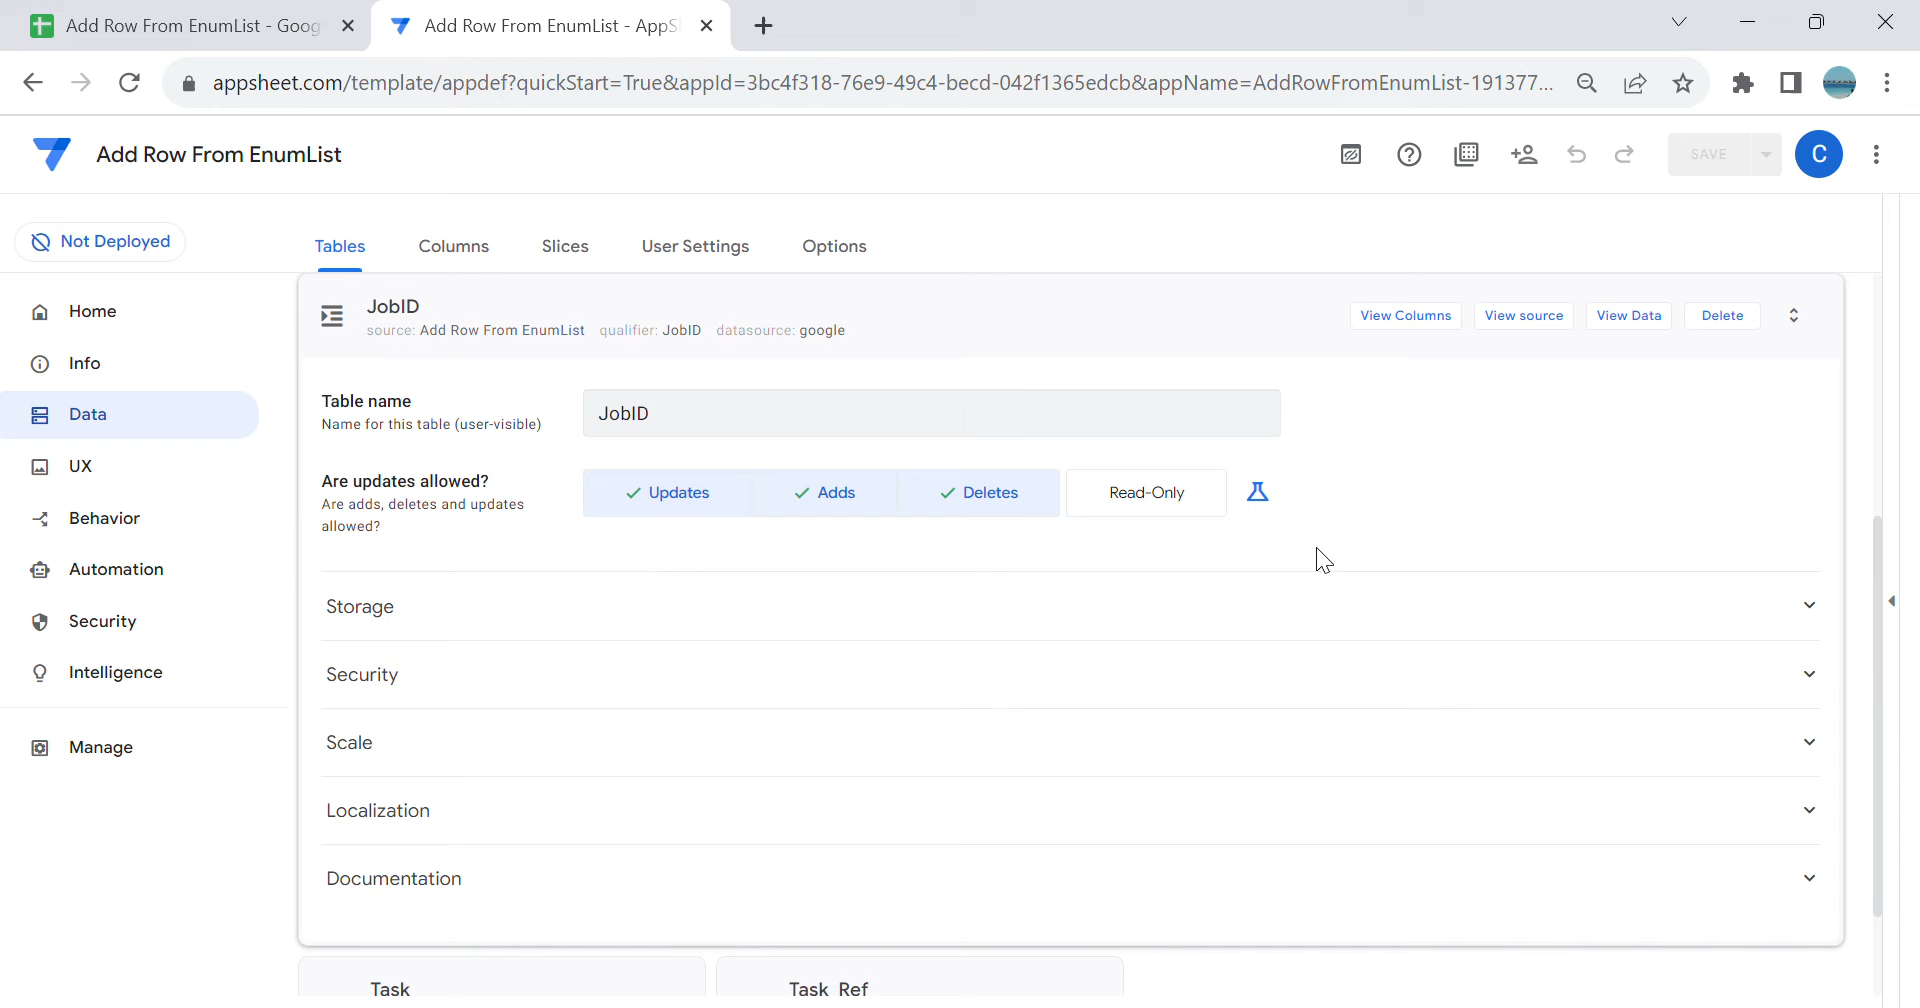 Add Row From EnumList - Goog
Add Row From EnumList - AppS
appsheet.com/template/appdef?quickStart=True&appId=3bc4f318-76e9-49c4-becd-042f1365edcb&appName=AddRowFromEnumList-191377...
Add Row From EnumList
SAVE
C
Not Deployed
Tables
Columns
Slices
User Settings
Options
Home
Info
Data
UX
Behavior
Automation
Security
Intelligence
Manage
JobID
source: Add Row From EnumList qualifier: JobID datasource: google
View Columns
View source
View Data
Delete
Table name
Name for this table (user-visible)
JobID
Are updates allowed?
Are adds, deletes and updates
allowed?
Updates
Adds
Deletes
Read-Only
Storage
Security
Scale
Localization
Documentation
Task
Task_Ref